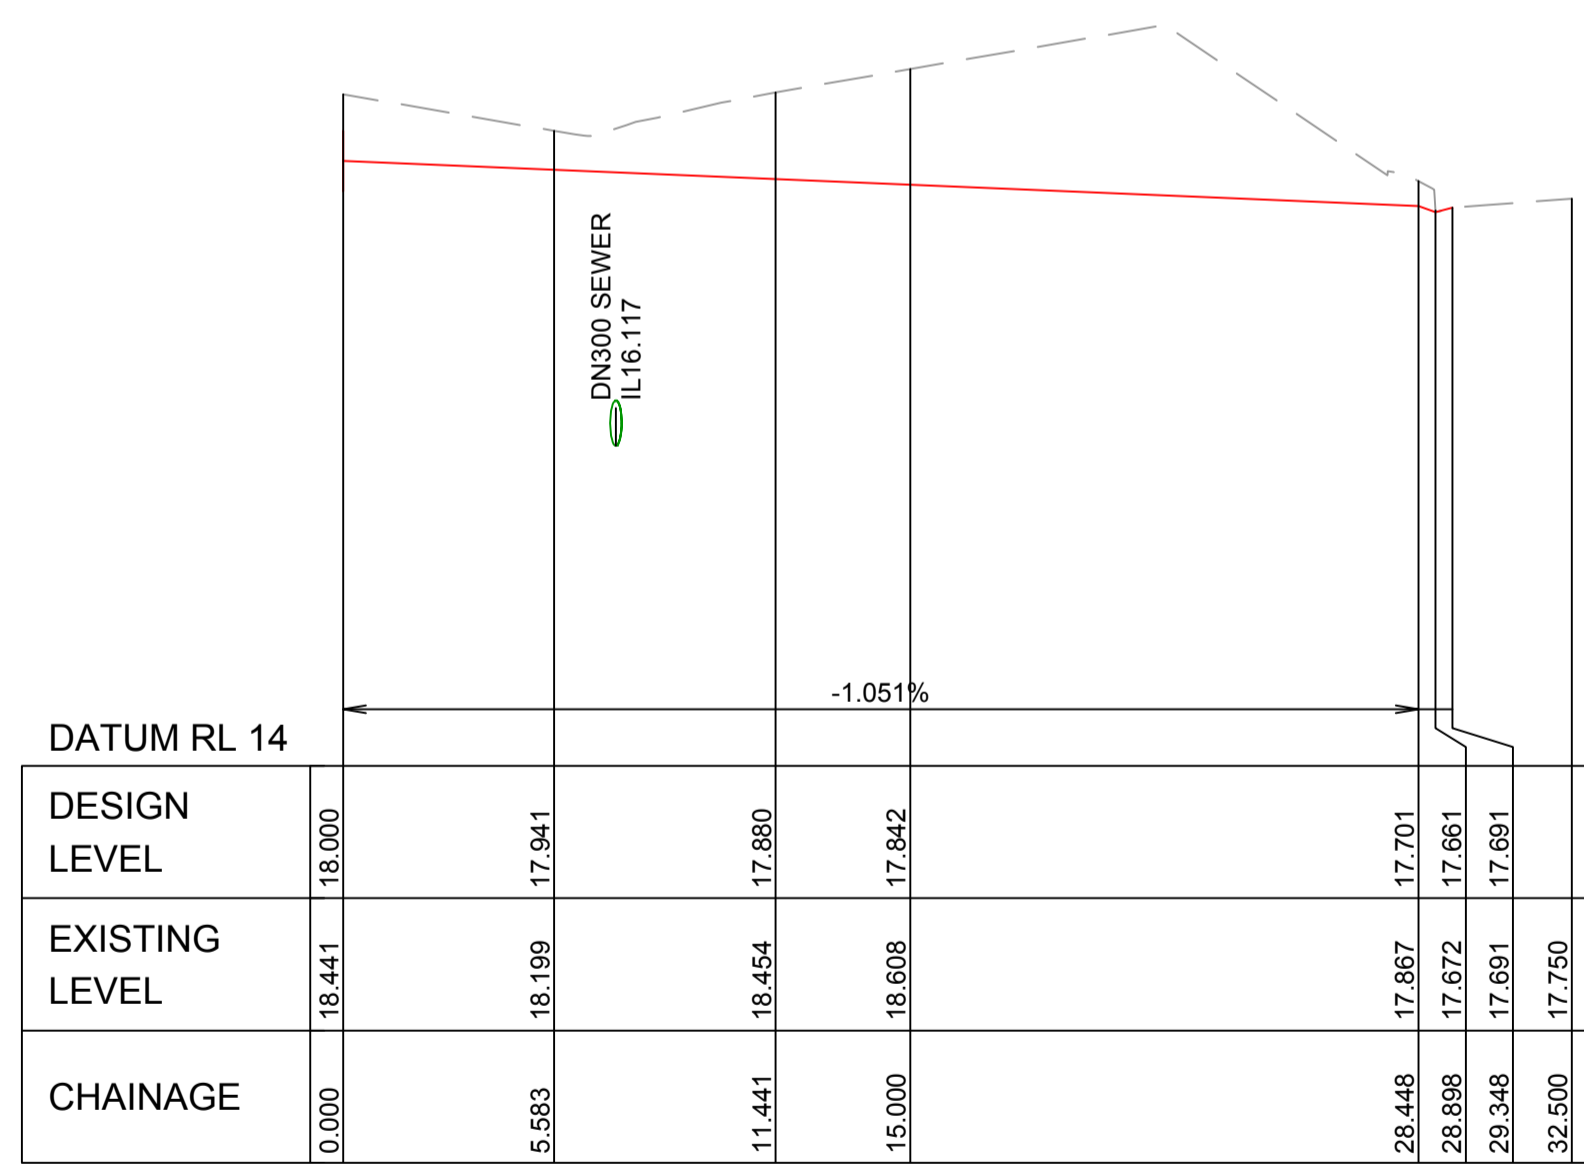 DN300 SEWER
IL16.117
-1.051%
DATUM RL 14
DESIGN
LEVEL
18.000 17.941 17.880 17.842 17.701 17.661 17.691
EXISTING
LEVEL
18.441 18.199 18.454 18.608 17.867 17.672 17.691 17.750
CHAINAGE
0.000 5.583 11.441 15.000 28.448 28.898 29.348 32.500